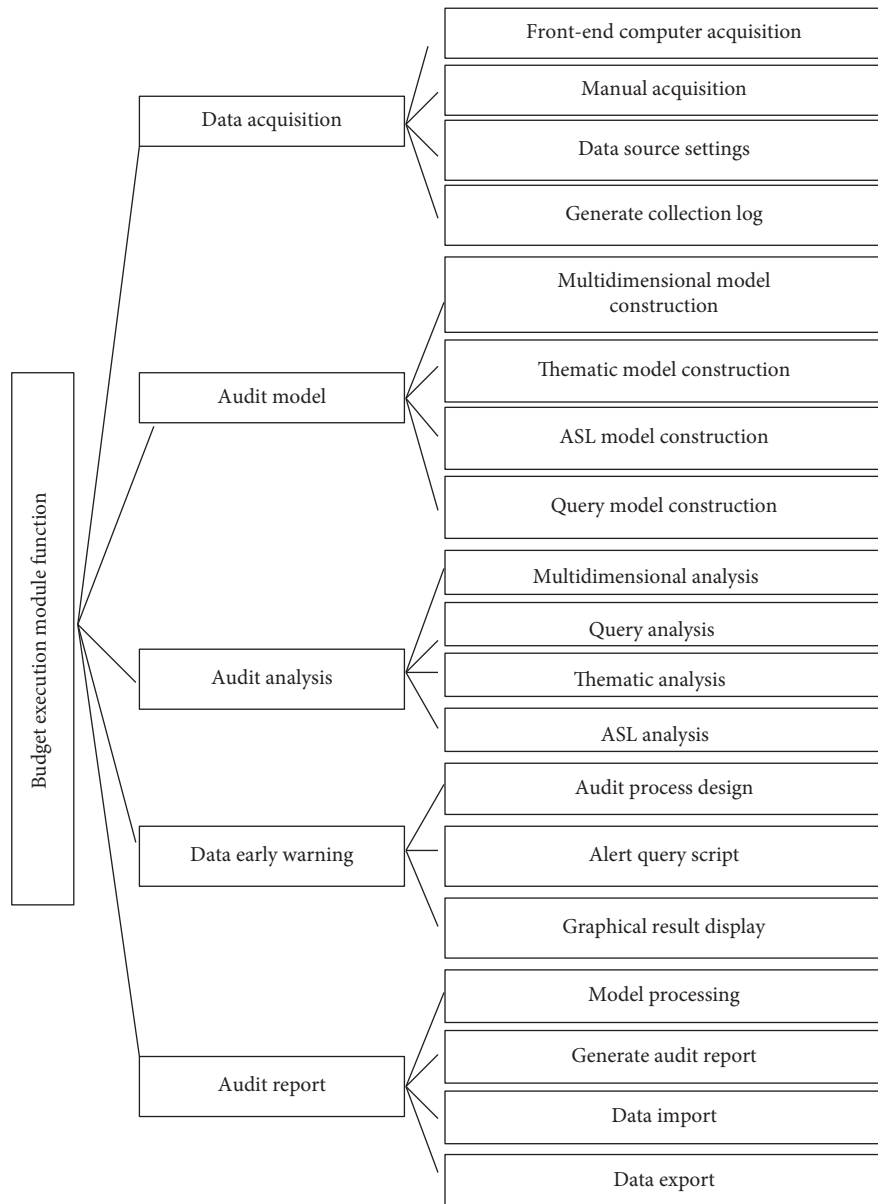 Budget execution module function
Data acquisition
Front-end computer acquisition
Manual acquisition
Data source settings
Generate collection log
Audit model
Multidimensional model
construction
Thematic model construction
ASL model construction
Query model construction
Audit analysis
Multidimensional analysis
Query analysis
Thematic analysis
ASL analysis
Data early warning
Audit process design
Alert query script
Graphical result display
Audit report
Model processing
Generate audit report
Data import
Data export